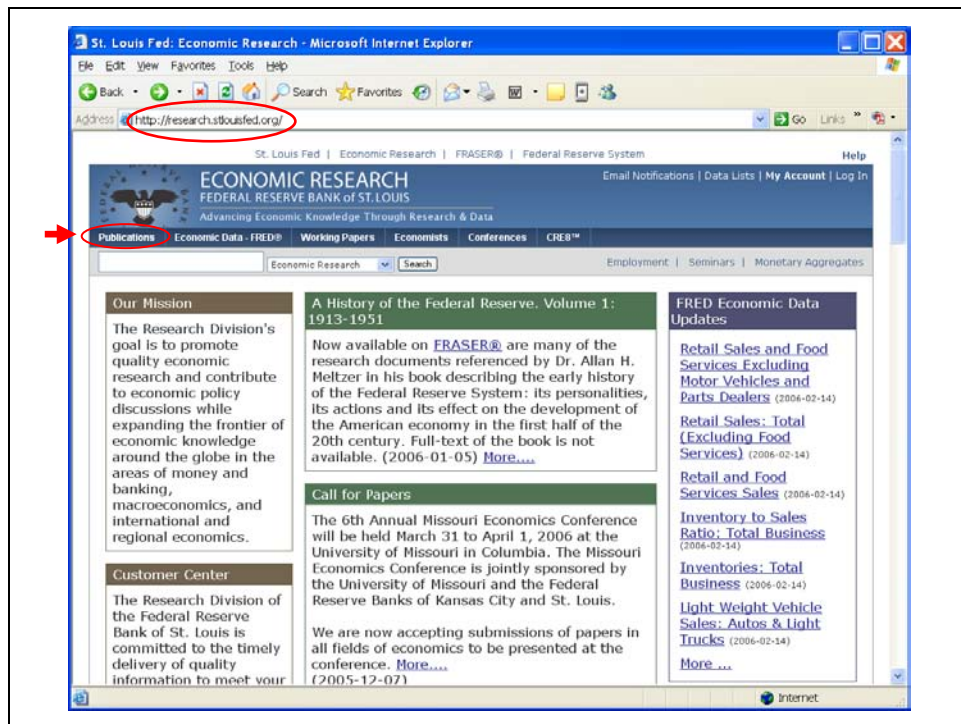 St. Louis Fed: Economic Research - Microsoft Internet Explorer
File Edit View Favorites Tools Help
Back Search Favorites
Address http://research.stlouisfed.org/ Go Links »
St. Louis Fed | Economic Research | FRASER® | Federal Reserve System
Help
ECONOMIC RESEARCH
FEDERAL RESERVE BANK of ST. LOUIS
Advancing Economic Knowledge Through Research & Data
Email Notifications | Data Lists | My Account | Log In
Publications Economic Data - FRED® Working Papers Economists Conferences CRE8™
Economic Research Search Employment | Seminars | Monetary Aggregates
Our Mission
The Research Division's
goal is to promote
quality economic
research and contribute
to economic policy
discussions while
expanding the frontier of
economic knowledge
around the globe in the
areas of money and
banking,
macroeconomics, and
international and
regional economics.
Customer Center
The Research Division of
the Federal Reserve
Bank of St. Louis is
committed to the timely
delivery of quality
information to meet your
A History of the Federal Reserve. Volume 1:
1913-1951
Now available on FRASER® are many of the
research documents referenced by Dr. Allan H.
Meltzer in his book describing the early history
of the Federal Reserve System: its personalities,
its actions and its effect on the development of
the American economy in the first half of the
20th century. Full-text of the book is not
available. (2006-01-05) More....
Call for Papers
The 6th Annual Missouri Economics Conference
will be held March 31 to April 1, 2006 at the
University of Missouri in Columbia. The Missouri
Economics Conference is jointly sponsored by
the University of Missouri and the Federal
Reserve Banks of Kansas City and St. Louis.
We are now accepting submissions of papers in
all fields of economics to be presented at the
conference. More....
(2005-12-07)
FRED Economic Data
Updates
Retail Sales and Food
Services Excluding
Motor Vehicles and
Parts Dealers (2006-02-14)
Retail Sales: Total
(Excluding Food
Services) (2006-02-14)
Retail and Food
Services Sales (2006-02-14)
Inventory to Sales
Ratio: Total Business
(2006-02-14)
Inventories: Total
Business (2006-02-14)
Light Weight Vehicle
Sales: Autos & Light
Trucks (2006-02-14)
More ...
Internet